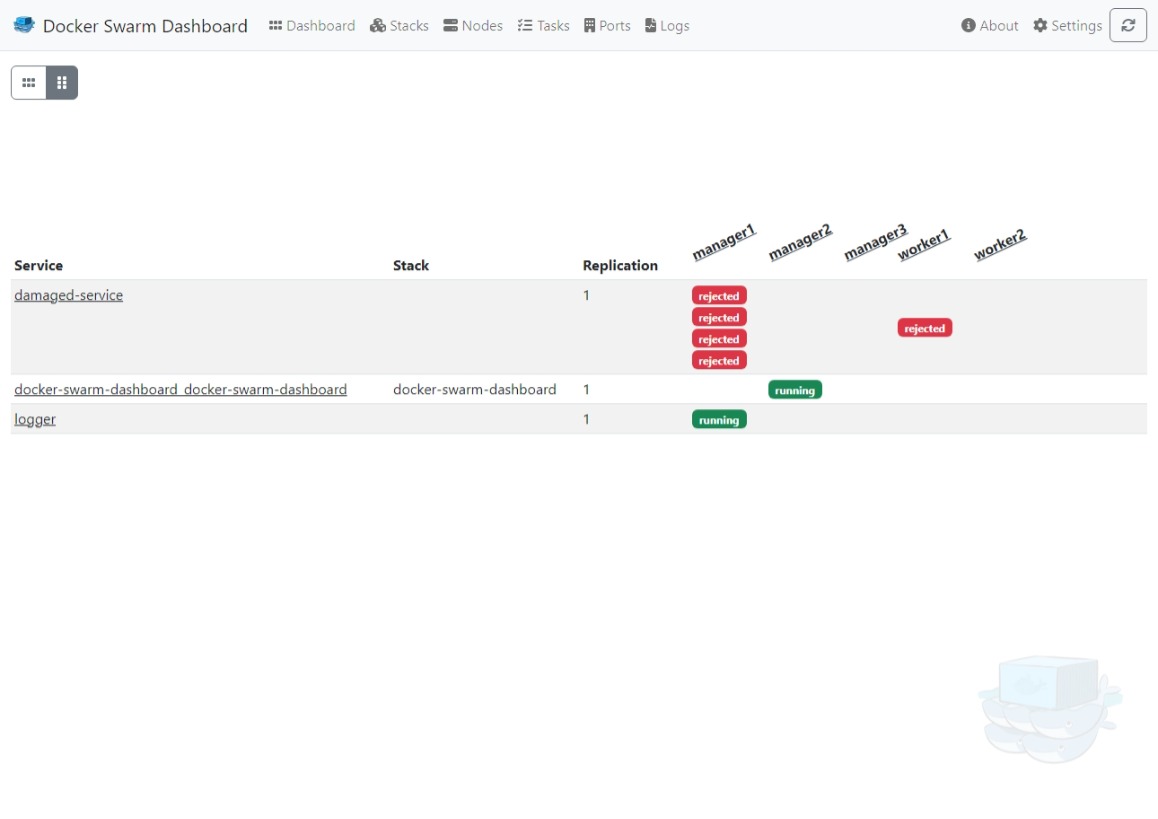 Docker Swarm Dashboard Dashboard Stacks Nodes Tasks Ports Logs About Settings
Service Stack Replication manager1 manager2 manager3 worker1 worker2
damaged-service 1 rejected
rejected
rejected
rejected
rejected
docker-swarm-dashboard_docker-swarm-dashboard docker-swarm-dashboard 1 running
logger 1 running